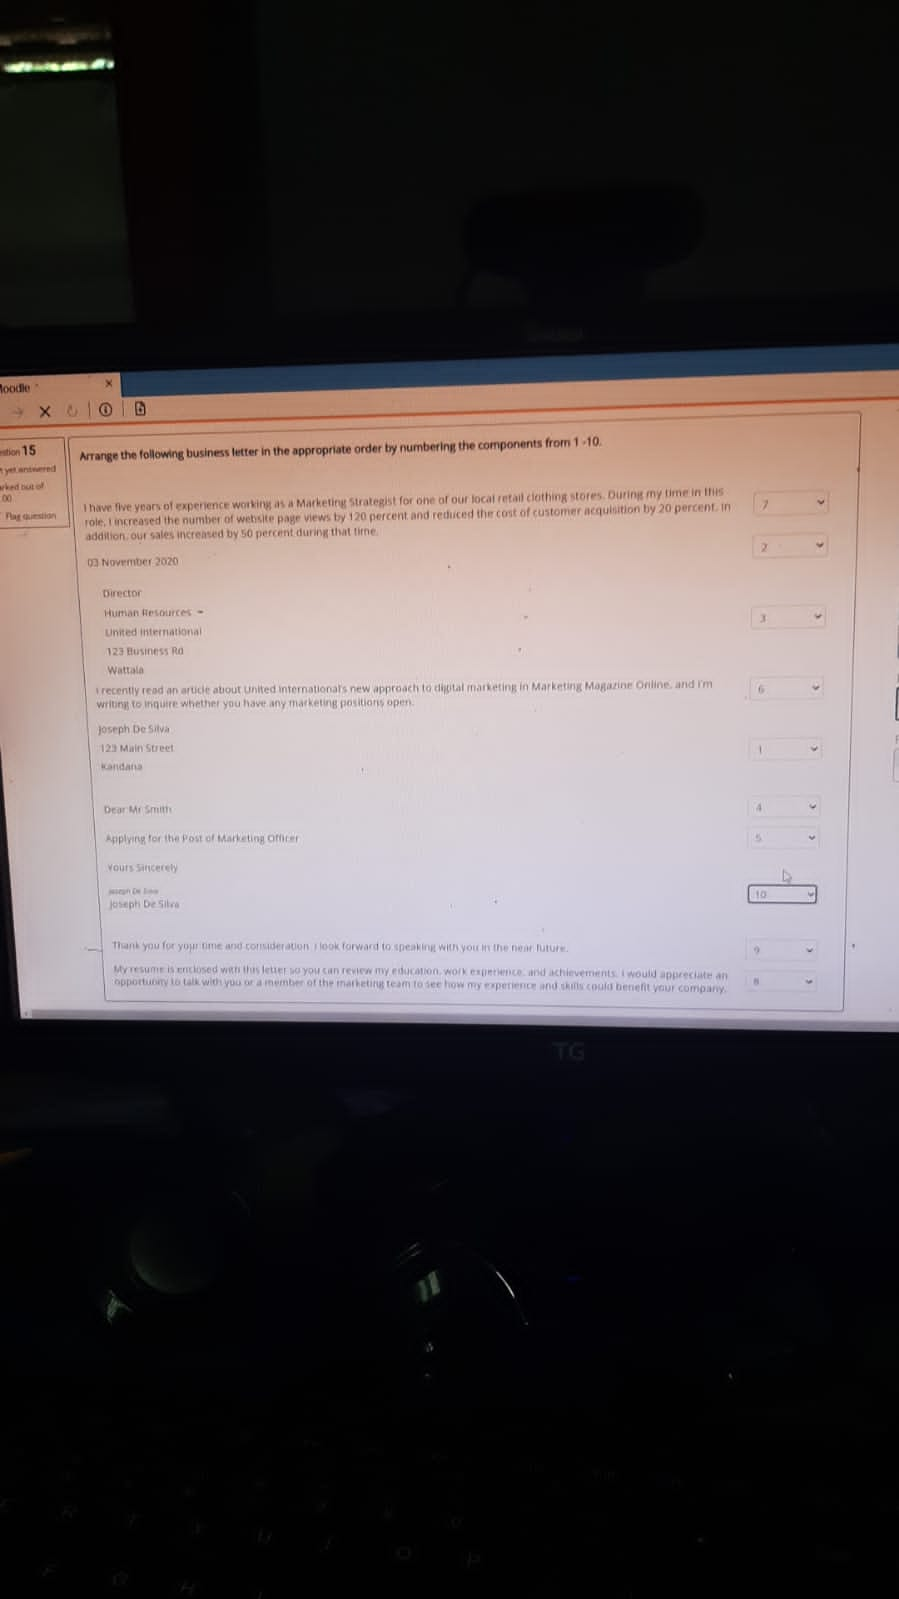 Moodle
Question 15
Not yet answered
Marked out of
.00
Flag question
Arrange the following business letter in the appropriate order by numbering the components from 1 -10.
I have five years of experience working as a Marketing Strategist for one of our local retail clothing stores. During my time in this
role, I increased the number of website page views by 120 percent and reduced the cost of customer acquisition by 20 percent. In
addition, our sales increased by 50 percent during that time.
7
03 November 2020
2
Director
Human Resources
United International
123 Business Rd
Wattala
3
I recently read an article about United International's new approach to digital marketing in Marketing Magazine Online, and I'm
writing to inquire whether you have any marketing positions open.
6
Joseph De Silva
123 Main Street
Kandana
1
Dear Mr Smith
4
Applying for the Post of Marketing Officer
5
Yours Sincerely
Joseph De Silva
Joseph De Silva
10
Thank you for your time and consideration. I look forward to speaking with you in the near future.
9
My resume is enclosed with this letter so you can review my education, work experience, and achievements. I would appreciate an
opportunity to talk with you or a member of the marketing team to see how my experience and skills could benefit your company.
8
TG